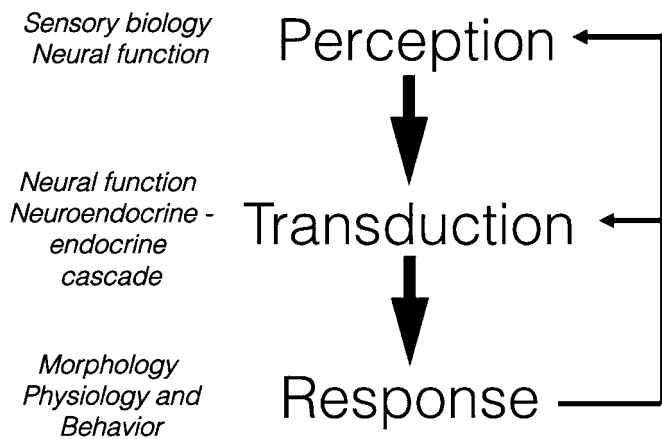 Sensory biology
Neural function
Perception
Neural function
Neuroendocrine -
endocrine
cascade
Transduction
Morphology
Physiology and
Behavior
Response